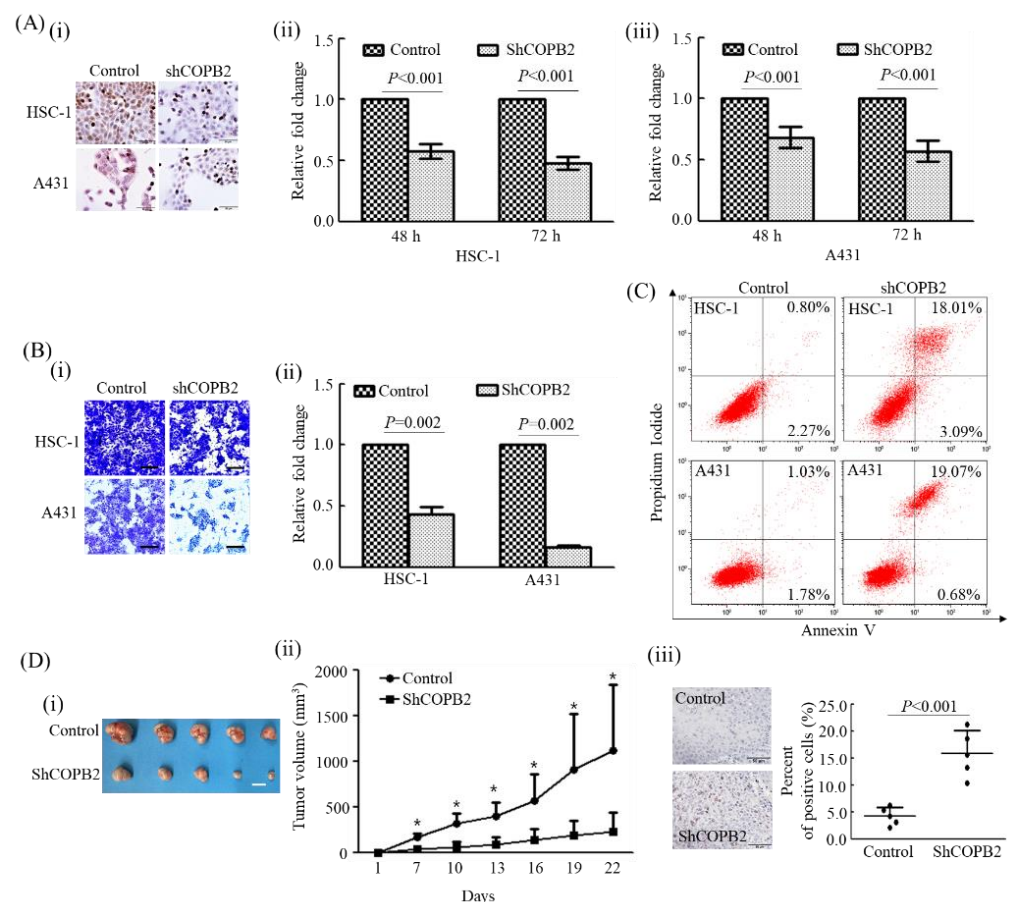 (A) (i)
Control shCOPB2
HSC-1
A431
(ii)
Control ShCOPB2
P<0.001 P<0.001
Relative fold change
1.5
1.0
0.5
0.0
48 h 72 h
HSC-1
(iii)
Control ShCOPB2
P<0.001 P<0.001
Relative fold change
1.5
1.0
0.5
0.0
48 h 72 h
A431
(B)
(i)
Control shCOPB2
HSC-1
A431
(ii)
Control ShCOPB2
P=0.002 P=0.002
Relative fold change
1.5
1.0
0.5
0.0
HSC-1 A431
(C)
Control shCOPB2
HSC-1 0.80% HSC-1 18.01%
2.27% 3.09%
A431 1.03% A431 19.07%
1.78% 0.68%
Propidum Iodide
Annexin V
(D)
(i)
Control
ShCOPB2
(ii)
Control
ShCOPB2
Tumor volume (mm³)
2000
1500
1000
500
0
* * * * * * *
1 7 10 13 16 19 22
Days
(iii)
Control
ShCOPB2
Percent
of positive cells (%)
25.0
20.0
15.0
10.0
5.0
0.0
P<0.001
Control ShCOPB2